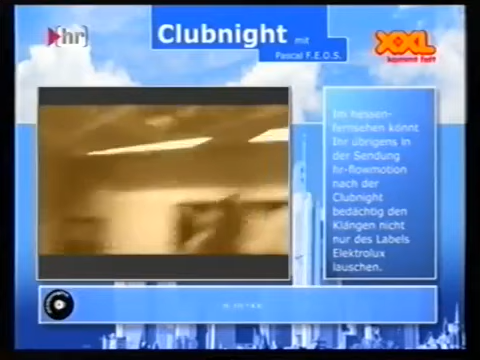 hr
Clubnight mit
Pascal F.E.O.S.
XXL
kommt fett
Im hessen-
fernsehen könnt
Ihr übrigens in
der Sendung
hr-flowmotion
nach der
Clubnight
bedächtig den
Klängen nicht
nur des Labels
Elektrolux
lauschen.